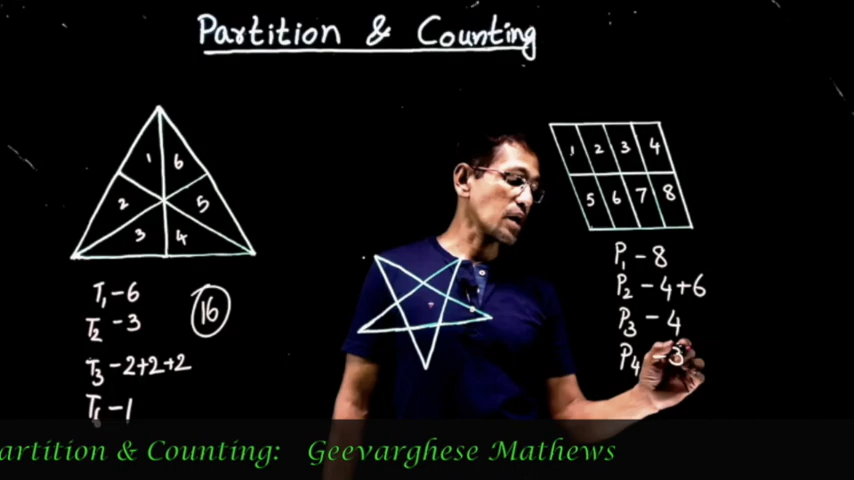 Partition & Counting
1 6
2 5
3 4
T1 - 6
T2 - 3
T3 - 2+2+2
T6 - 1
16
1 2 3 4
5 6 7 8
P1 - 8
P2 - 4+6
P3 - 4
P4 - 3
artition & Counting: Geevarghese Mathews